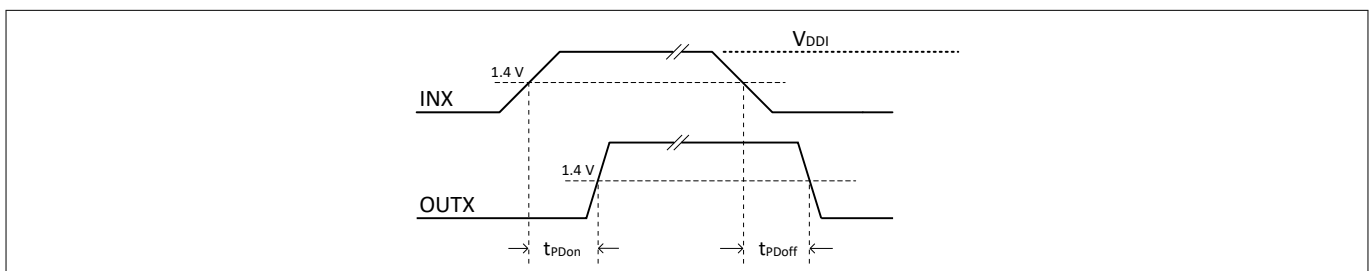 VDDI
1.4 V
INX
1.4 V
OUTX
tPDon
tPDoff